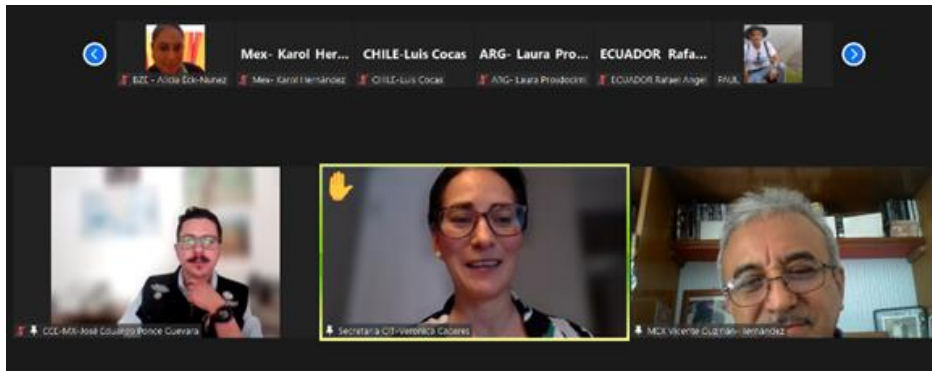 Mex- Karol Her...
CHILE-Luis Cocas
ARG- Laura Pro...
ECUADOR Rafa...
BZE - Alicia Eck-Nunez
Mex- Karol Hernández
CHILE-Luis Cocas
ARG- Laura Proudocimi
ECUADOR Rafael Angel
PAUL
CCE-MX-José Eduardo Ponce Guevara
Secretaria CIT-Verónica Cáceres
MEX Vicente Guzmán-Hernández